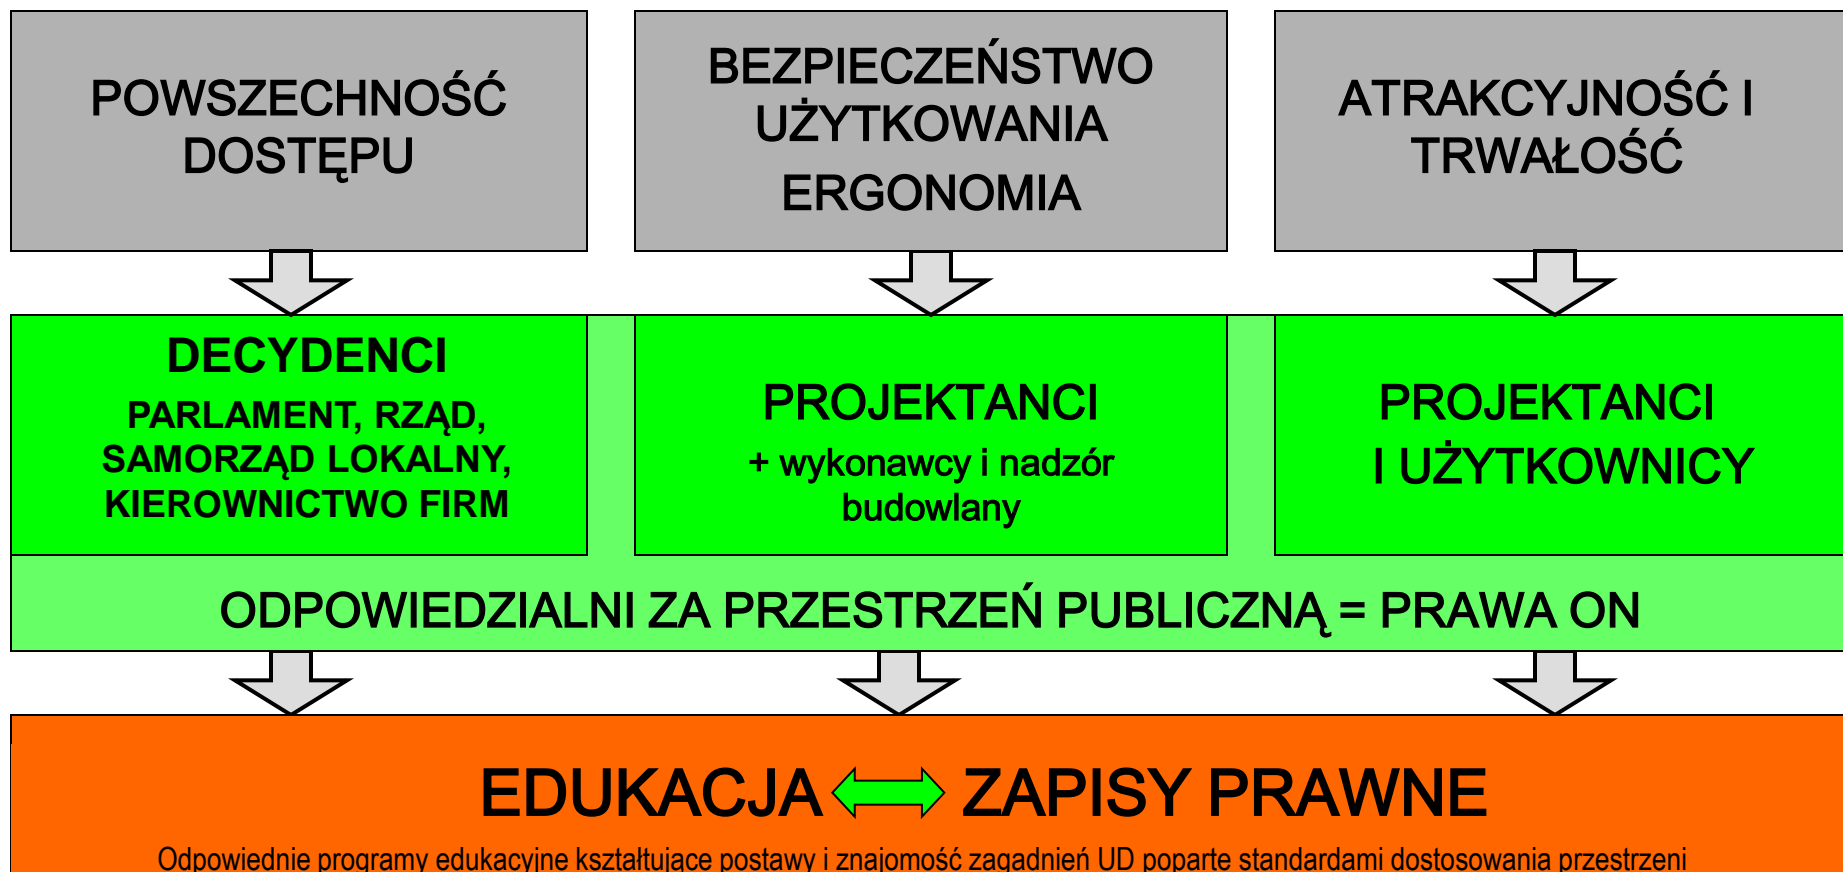 POWSZECHNOŚĆ
DOSTĘPU
BEZPIECZEŃSTWO
UŻYTKOWANIA
ERGONOMIA
ATRAKCYJNOŚĆ I
TRWAŁOŚĆ
DECYDENCI
PARLAMENT, RZĄD,
SAMORZĄD LOKALNY,
KIEROWNICTWO FIRM
PROJEKTANCI
+ wykonawcy i nadzór
budowlany
PROJEKTANCI
I UŻYTKOWNICY
ODPOWIEDZIALNI ZA PRZESTRZEŃ PUBLICZNĄ = PRAWA ON
EDUKACJA ZAPISY PRAWNE
Odpowiednie programy edukacyjne kształtujące postawy i znajomość zagadnień UD poparte standardami dostosowania przestrzeni